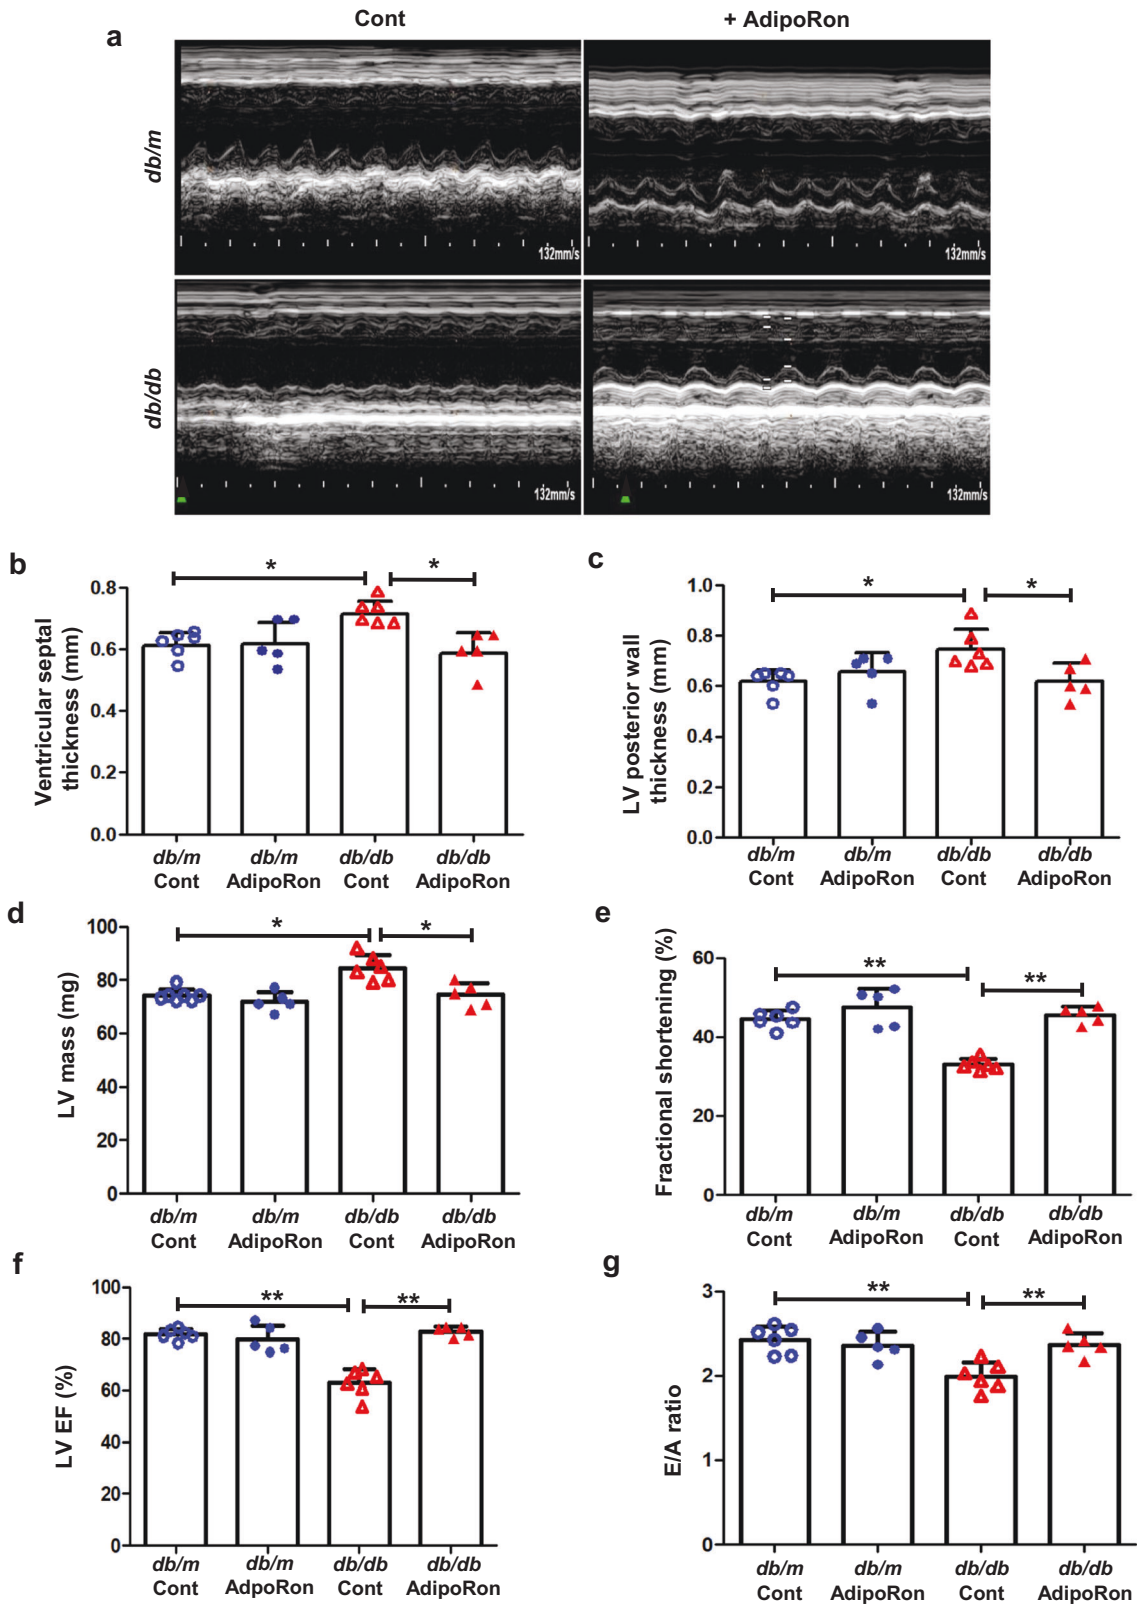 Cont
+ AdipoRon
a
db/m
132mm/s
132mm/s
db/db
132mm/s
132mm/s
b
*
*
Ventricular septal
thickness (mm)
0.8
0.6
0.4
0.2
0.0
db/m
Cont
db/m
AdipoRon
db/db
Cont
db/db
AdipoRon
c
*
*
LV posterior wall
thickness (mm)
1.0
0.8
0.6
0.4
0.2
0.0
db/m
Cont
db/m
AdipoRon
db/db
Cont
db/db
AdipoRon
d
*
*
LV mass (mg)
100
80
60
40
20
0
db/m
Cont
db/m
AdipoRon
db/db
Cont
db/db
AdipoRon
e
**
**
Fractional shortening (%)
60
40
20
0
db/m
Cont
db/m
AdipoRon
db/db
Cont
db/db
AdipoRon
f
**
**
LV EF (%)
100
80
60
40
20
0
db/m
Cont
db/m
AdpoRon
db/db
Cont
db/db
AdipoRon
g
**
**
E/A ratio
3
2
1
0
db/m
Cont
db/m
AdipoRon
db/db
Cont
db/db
AdipoRon